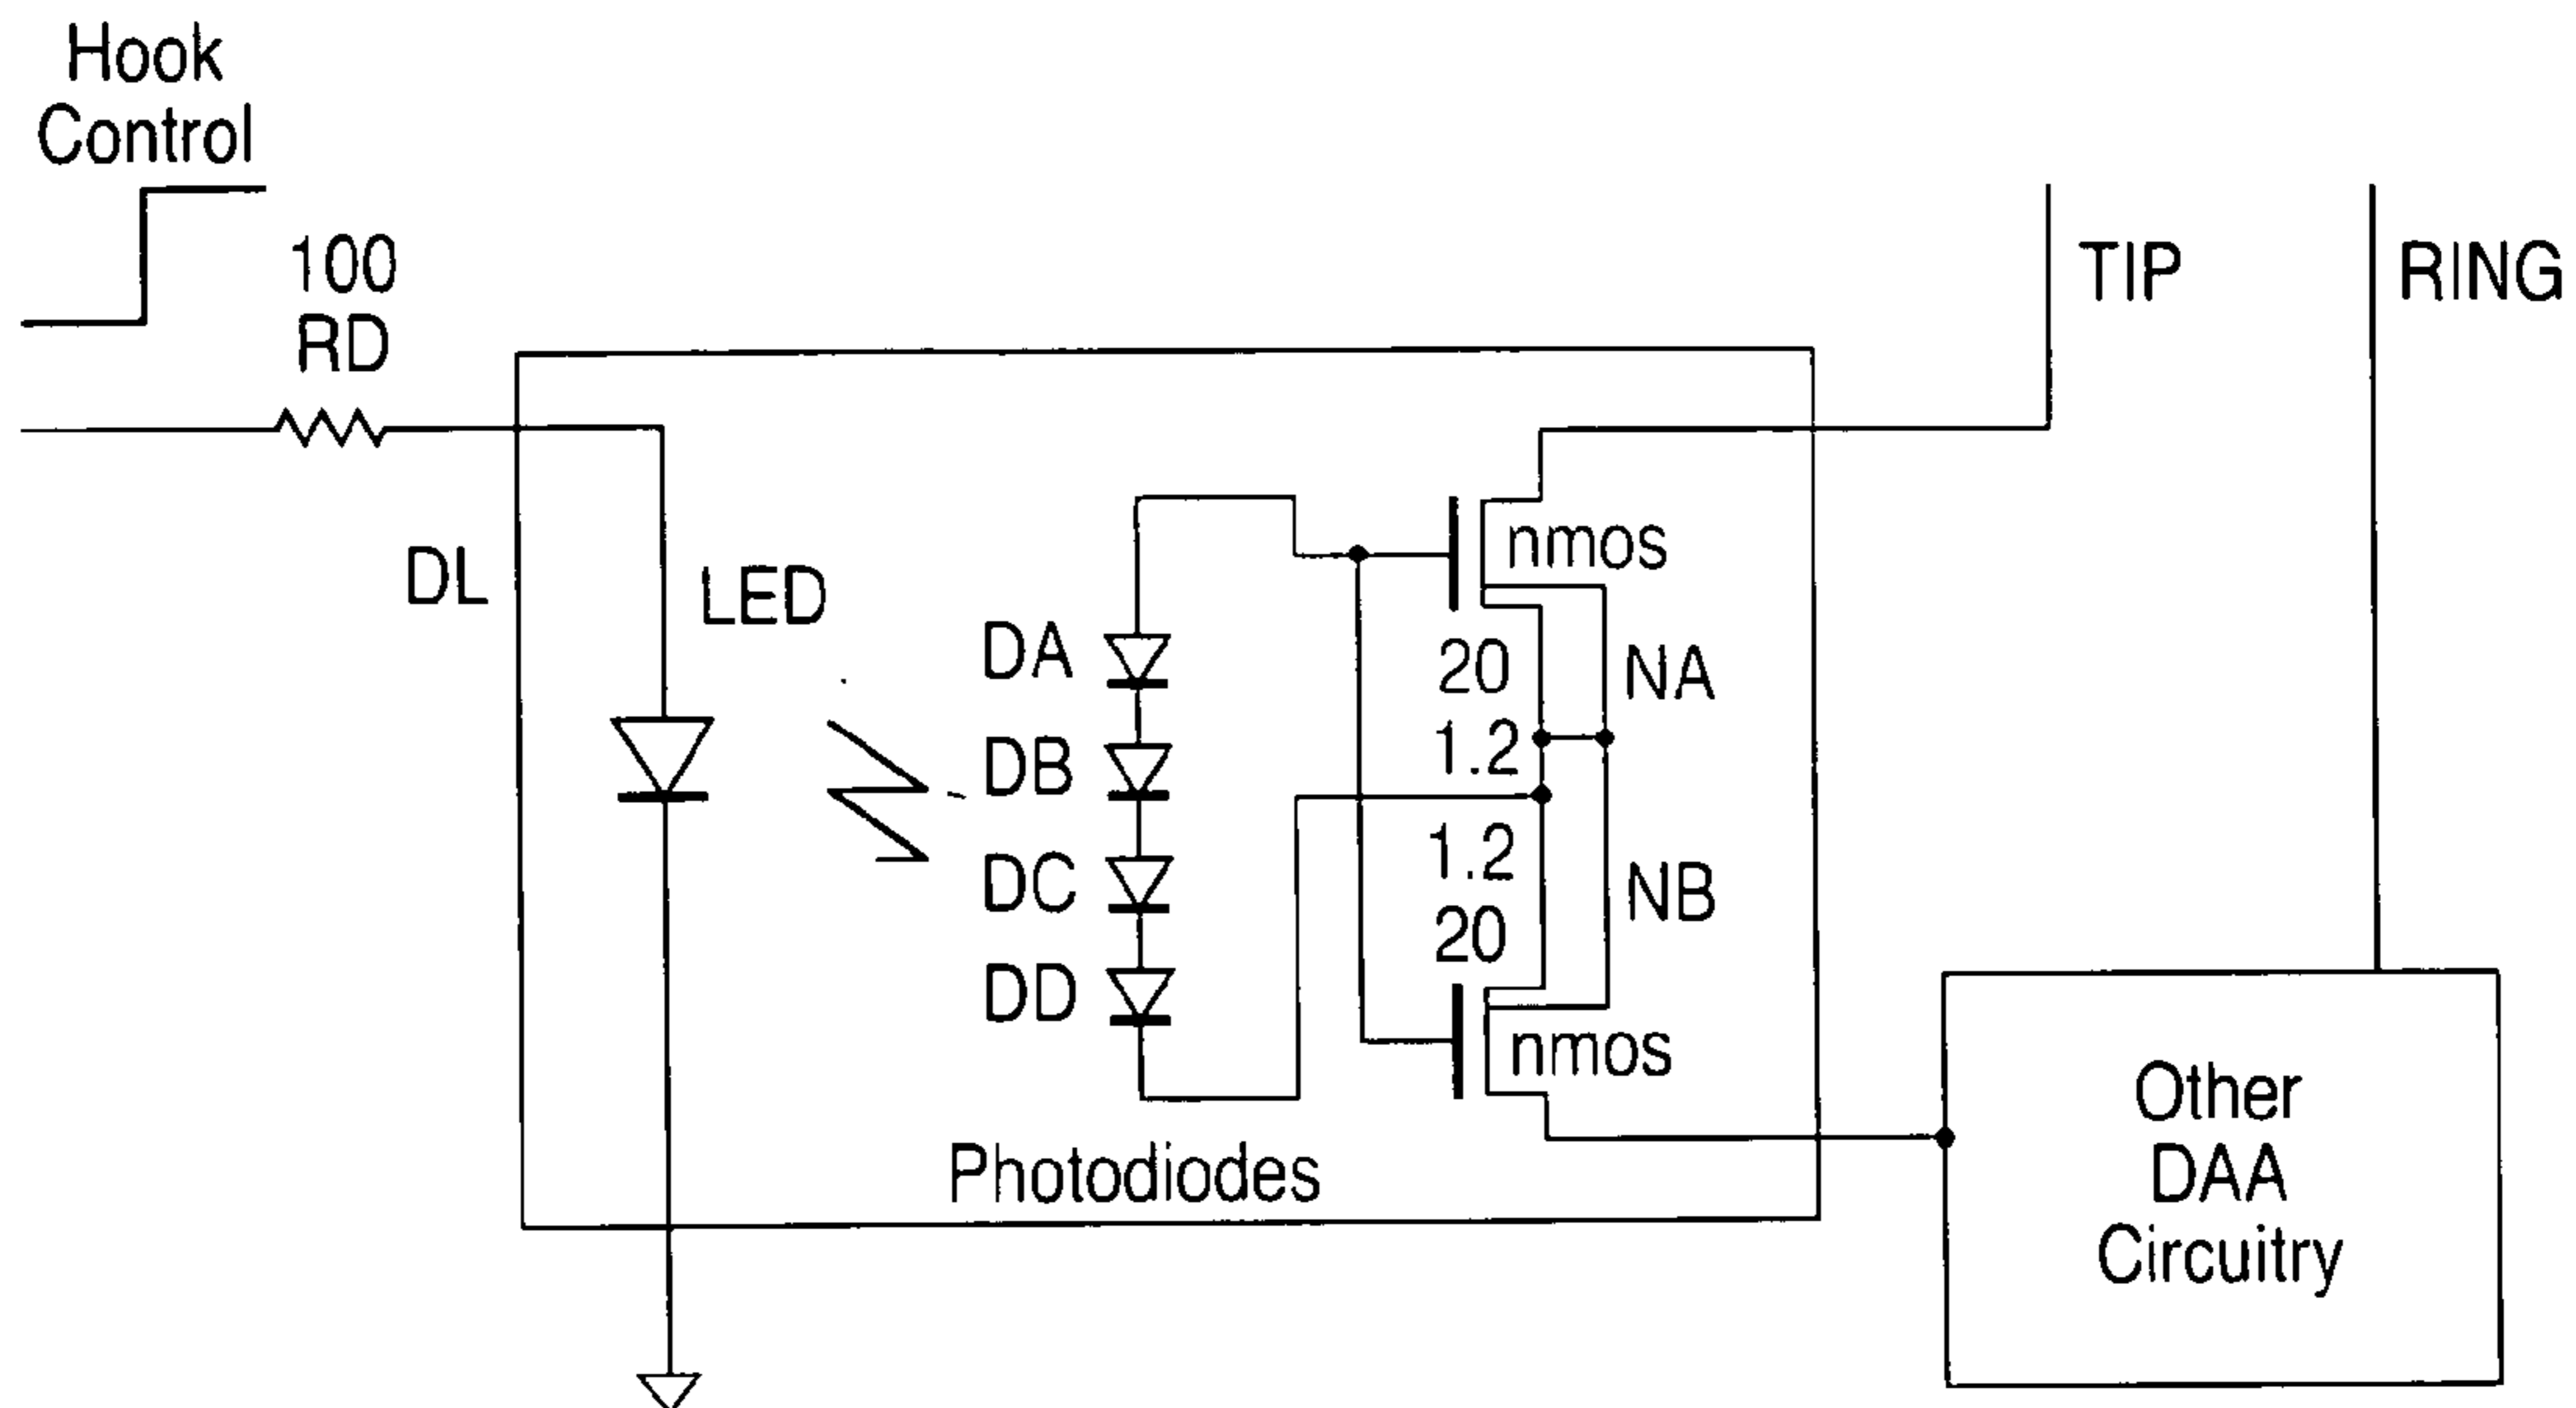 Hook
Control
100
RD
TIP
RING
DL
LED
nmos
DA
20
NA
DB
1.2
1.2
DC
NB
20
DD
nmos
Photodiodes
Other
DAA
Circuitry